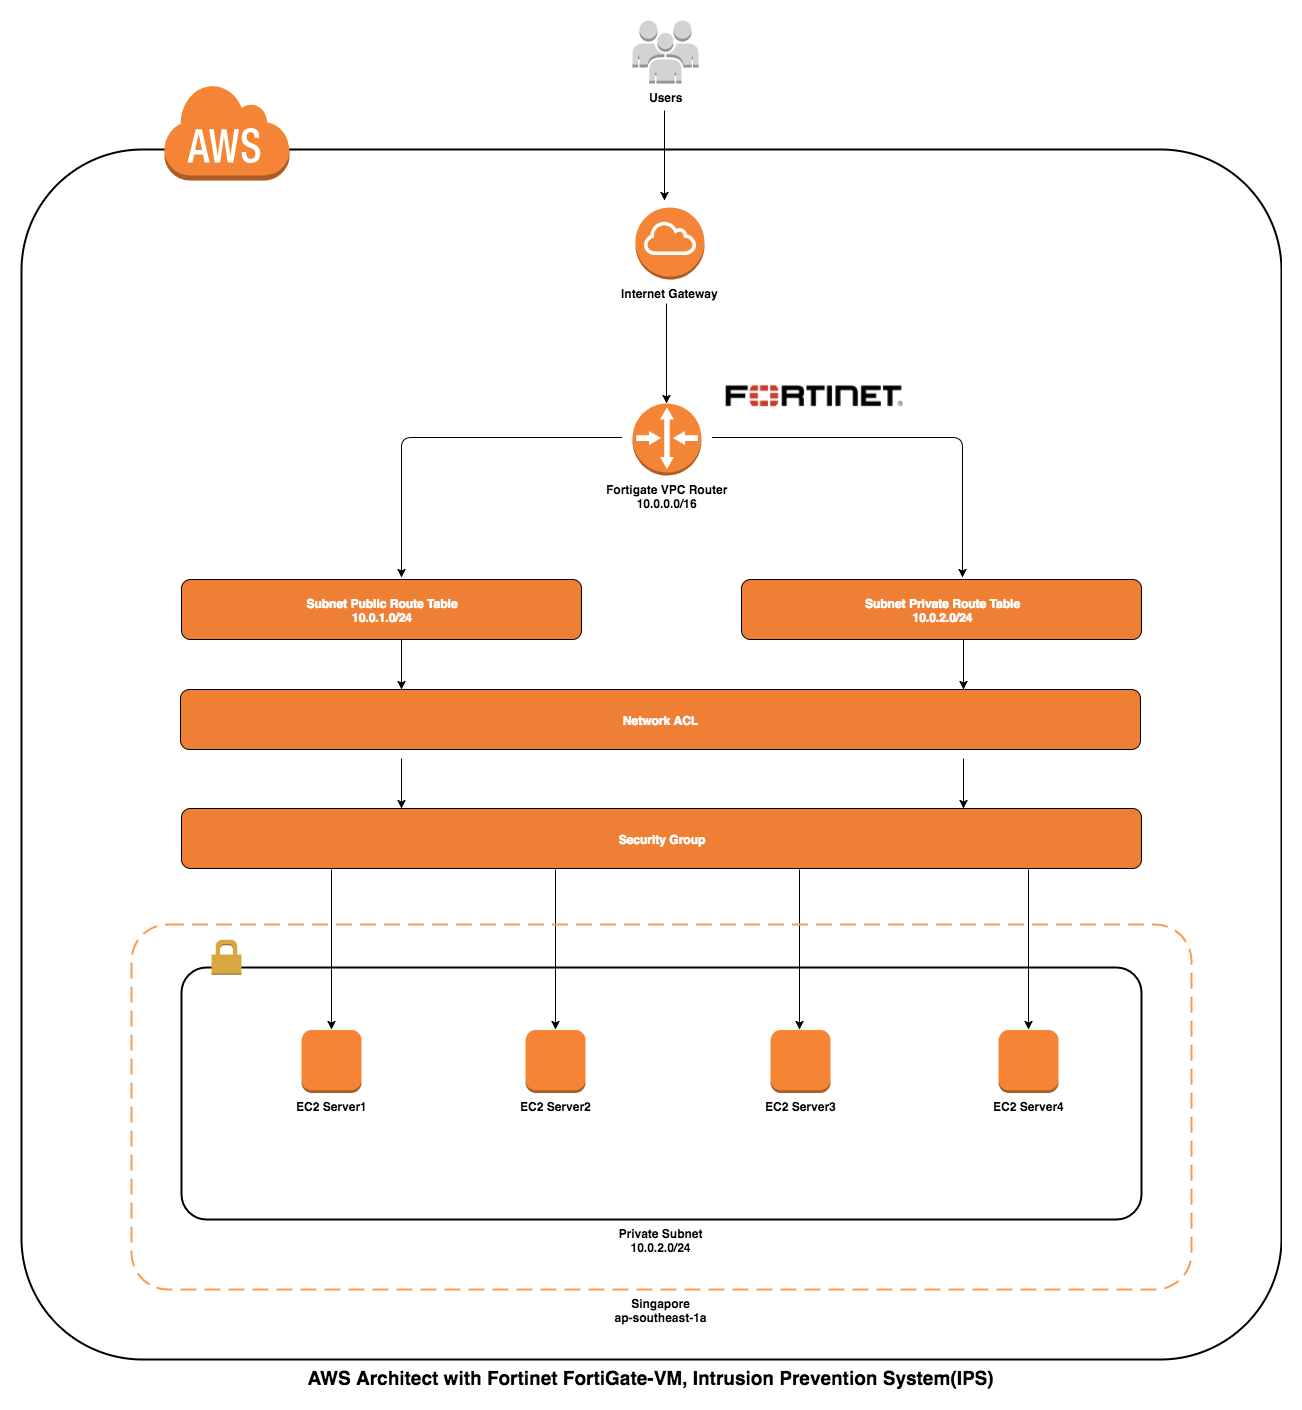 Users
AWS
Internet Gateway
FORTINET®
Fortigate VPC Router
10.0.0.0/16
Subnet Public Route Table
10.0.1.0/24
Subnet Private Route Table
10.0.2.0/24
Network ACL
Security Group
EC2 Server1
EC2 Server2
EC2 Server3
EC2 Server4
Private Subnet
10.0.2.0/24
Singapore
ap-southeast-1a
AWS Architect with Fortinet FortiGate-VM, Intrusion Prevention System(IPS)